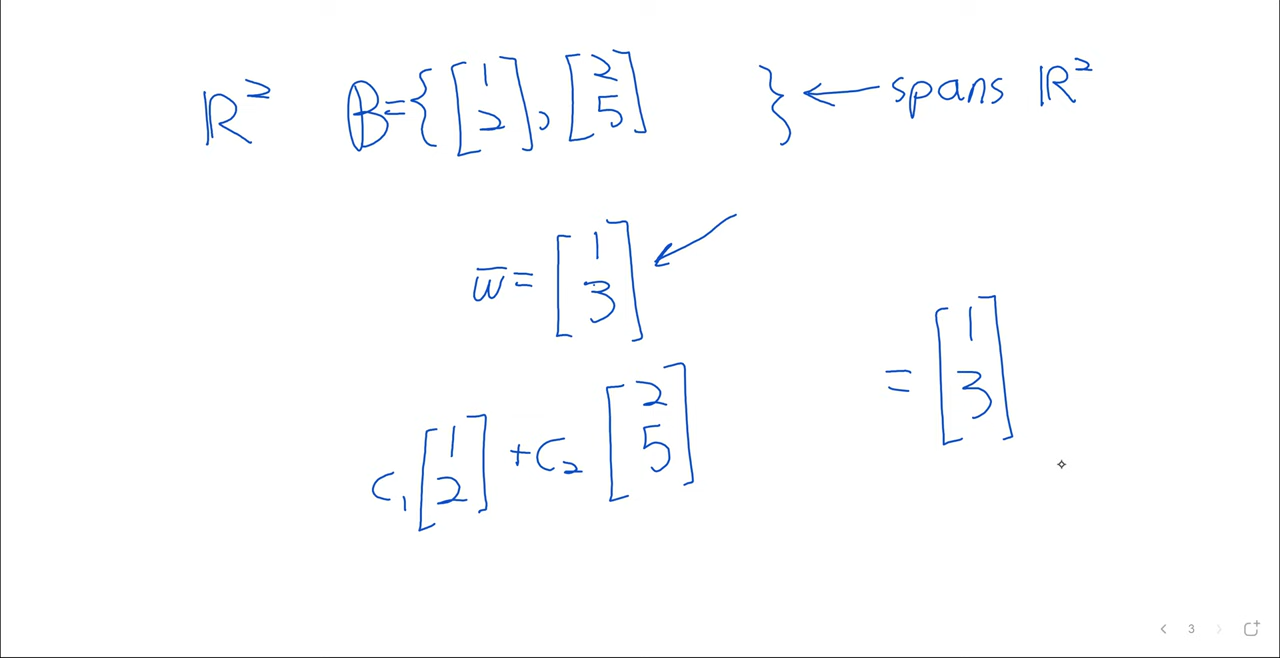 ℝ² B = { [1 2], [2 5] } ← spans ℝ²
w̅ = [1 3] ↙
c₁ [1 2] + c₂ [2 5] = [1 3]
3